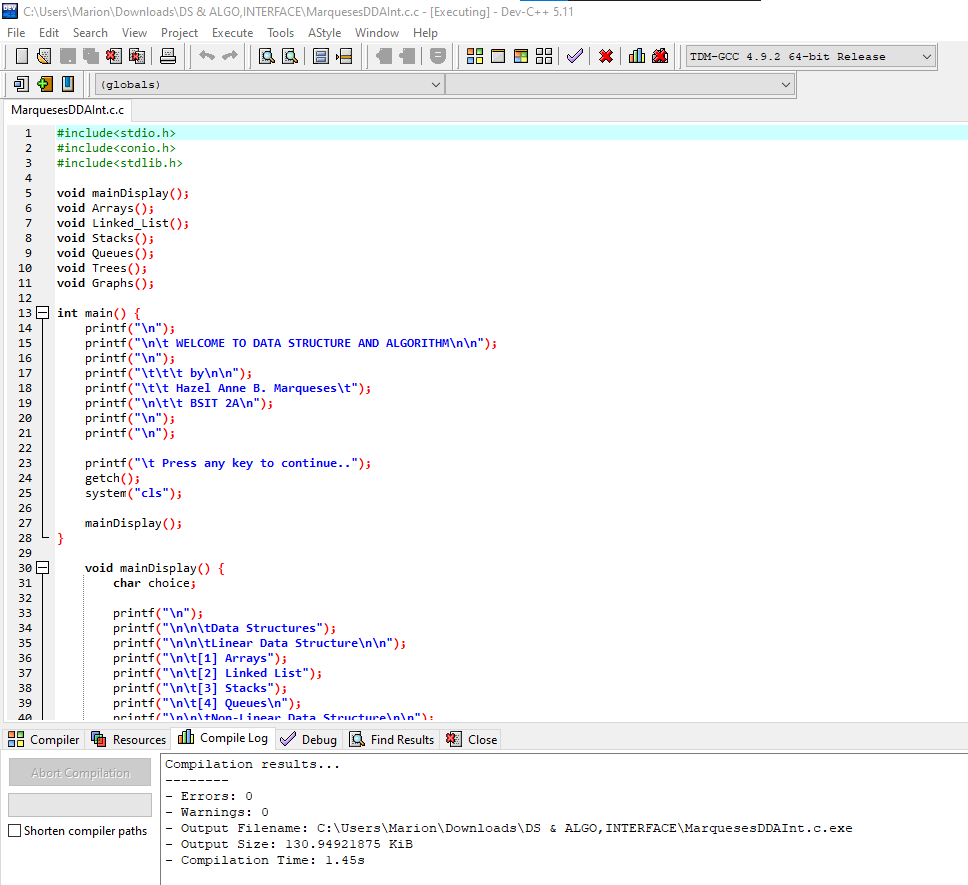 C:\Users\Marion\Downloads\DS & ALGO,INTERFACE\MarquesesDDAInt.c.c - [Executing] - Dev-C++ 5.11
File Edit Search View Project Execute Tools AStyle Window Help
TDM-GCC 4.9.2 64-bit Release
(globals)
MarquesesDDAInt.c.c
1 #include<stdio.h>
2 #include<conio.h>
3 #include<stdlib.h>
4
5 void mainDisplay();
6 void Arrays();
7 void Linked_List();
8 void Stacks();
9 void Queues();
10 void Trees();
11 void Graphs();
12
13 int main() {
14 printf("\n");
15 printf("\n\t WELCOME TO DATA STRUCTURE AND ALGORITHM\n\n");
16 printf("\n");
17 printf("\t\t\t by\n\n");
18 printf("\t\t Hazel Anne B. Marqueses\t");
19 printf("\n\t\t BSIT 2A\n");
20 printf("\n");
21 printf("\n");
22
23 printf("\t Press any key to continue..");
24 getch();
25 system("cls");
26
27 mainDisplay();
28 }
29
30 void mainDisplay() {
31 char choice;
32
33 printf("\n");
34 printf("\n\n\tData Structures");
35 printf("\n\n\tLinear Data Structure\n\n");
36 printf("\n\t[1] Arrays");
37 printf("\n\t[2] Linked List");
38 printf("\n\t[3] Stacks");
39 printf("\n\t[4] Queues\n");
40 printf("\n\n\tNon-Linear Data Structure\n\n");
Compiler Resources Compile Log Debug Find Results Close
Abort Compilation
Shorten compiler paths
Compilation results...
--------
- Errors: 0
- Warnings: 0
- Output Filename: C:\Users\Marion\Downloads\DS & ALGO,INTERFACE\MarquesesDDAInt.c.exe
- Output Size: 130.94921875 KiB
- Compilation Time: 1.45s